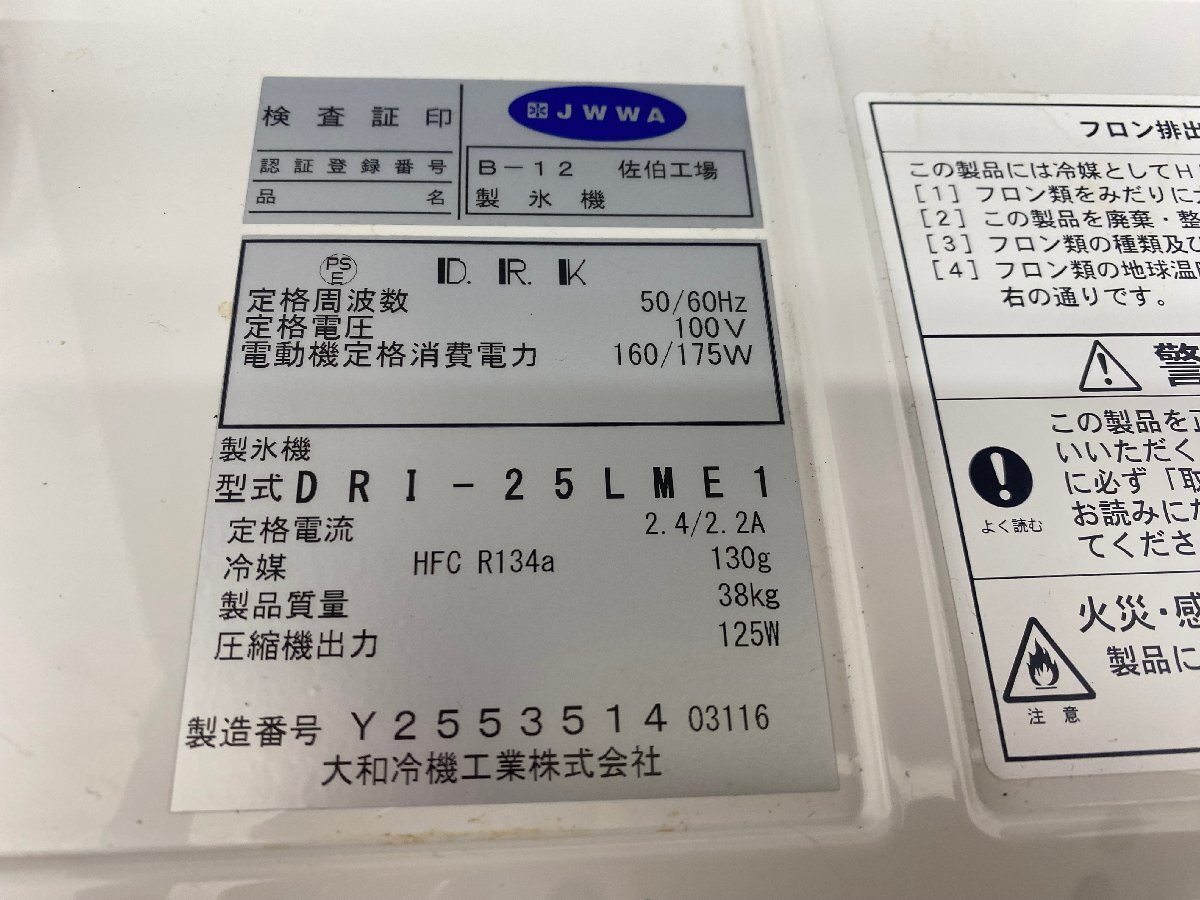 検査証印
JWWA
認証登録番号 B-12 佐伯工場
品名 製氷機
PSE D.R.K
定格周波数 50/60Hz
定格電圧 100V
電動機定格消費電力 160/175W
製氷機
型式 DRI-25LME1
定格電流 2.4/2.2A
冷媒 HFC R134a 130g
製品質量 38kg
圧縮機出力 125W
製造番号 Y2553514 03116
大和冷機工業株式会社
フロン排出
この製品には冷媒としてH
[1] フロン類をみだりに
[2] この製品を廃棄・整
[3] フロン類の種類及び
[4] フロン類の地球温
右の通りです。
警
この製品を
いいただく
に必ず「取
お読みに
てくださ
よく読む
火災・感
製品に
注意